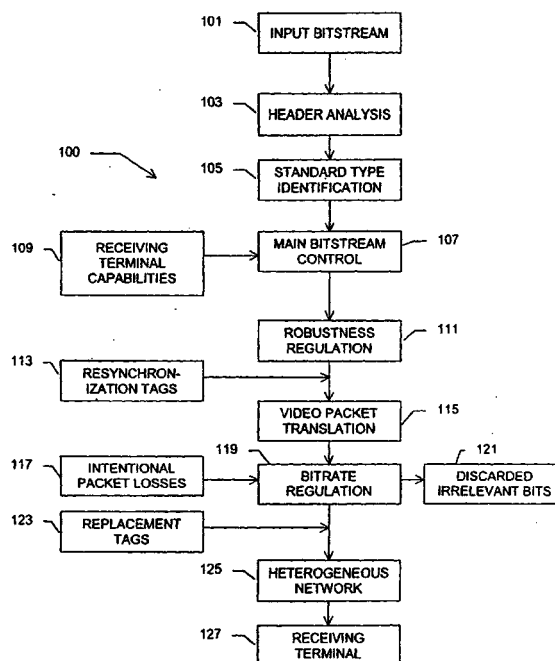 101
INPUT BITSTREAM
103
HEADER ANALYSIS
100
105
STANDARD TYPE
IDENTIFICATION
109
RECEIVING
TERMINAL
CAPABILITIES
MAIN BITSTREAM
CONTROL
107
ROBUSTNESS
REGULATION
111
113
RESYNCHRON-
IZATION TAGS
VIDEO PACKET
TRANSLATION
115
117
INTENTIONAL
PACKET LOSSES
119
BITRATE
REGULATION
121
DISCARDED
IRRELEVANT BITS
123
REPLACEMENT
TAGS
125
HETEROGENEOUS
NETWORK
127
RECEIVING
TERMINAL